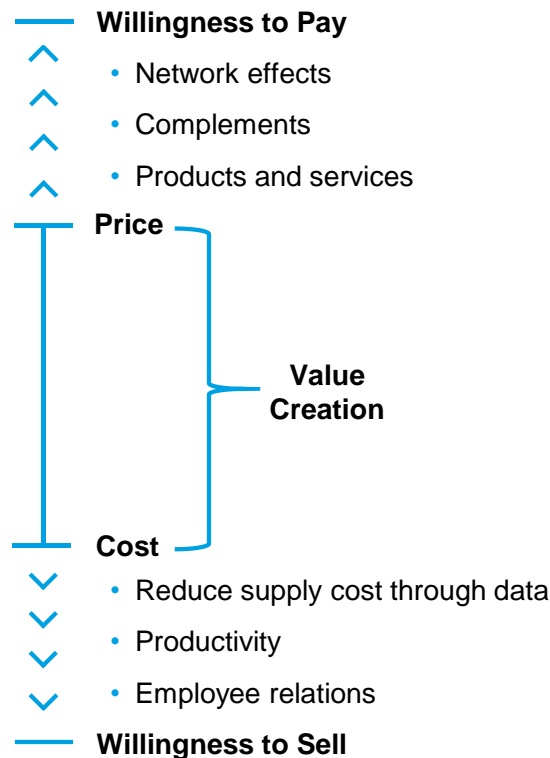 Willingness to Pay
• Network effects
• Complements
• Products and services
Price
Value
Creation
Cost
• Reduce supply cost through data
• Productivity
• Employee relations
Willingness to Sell